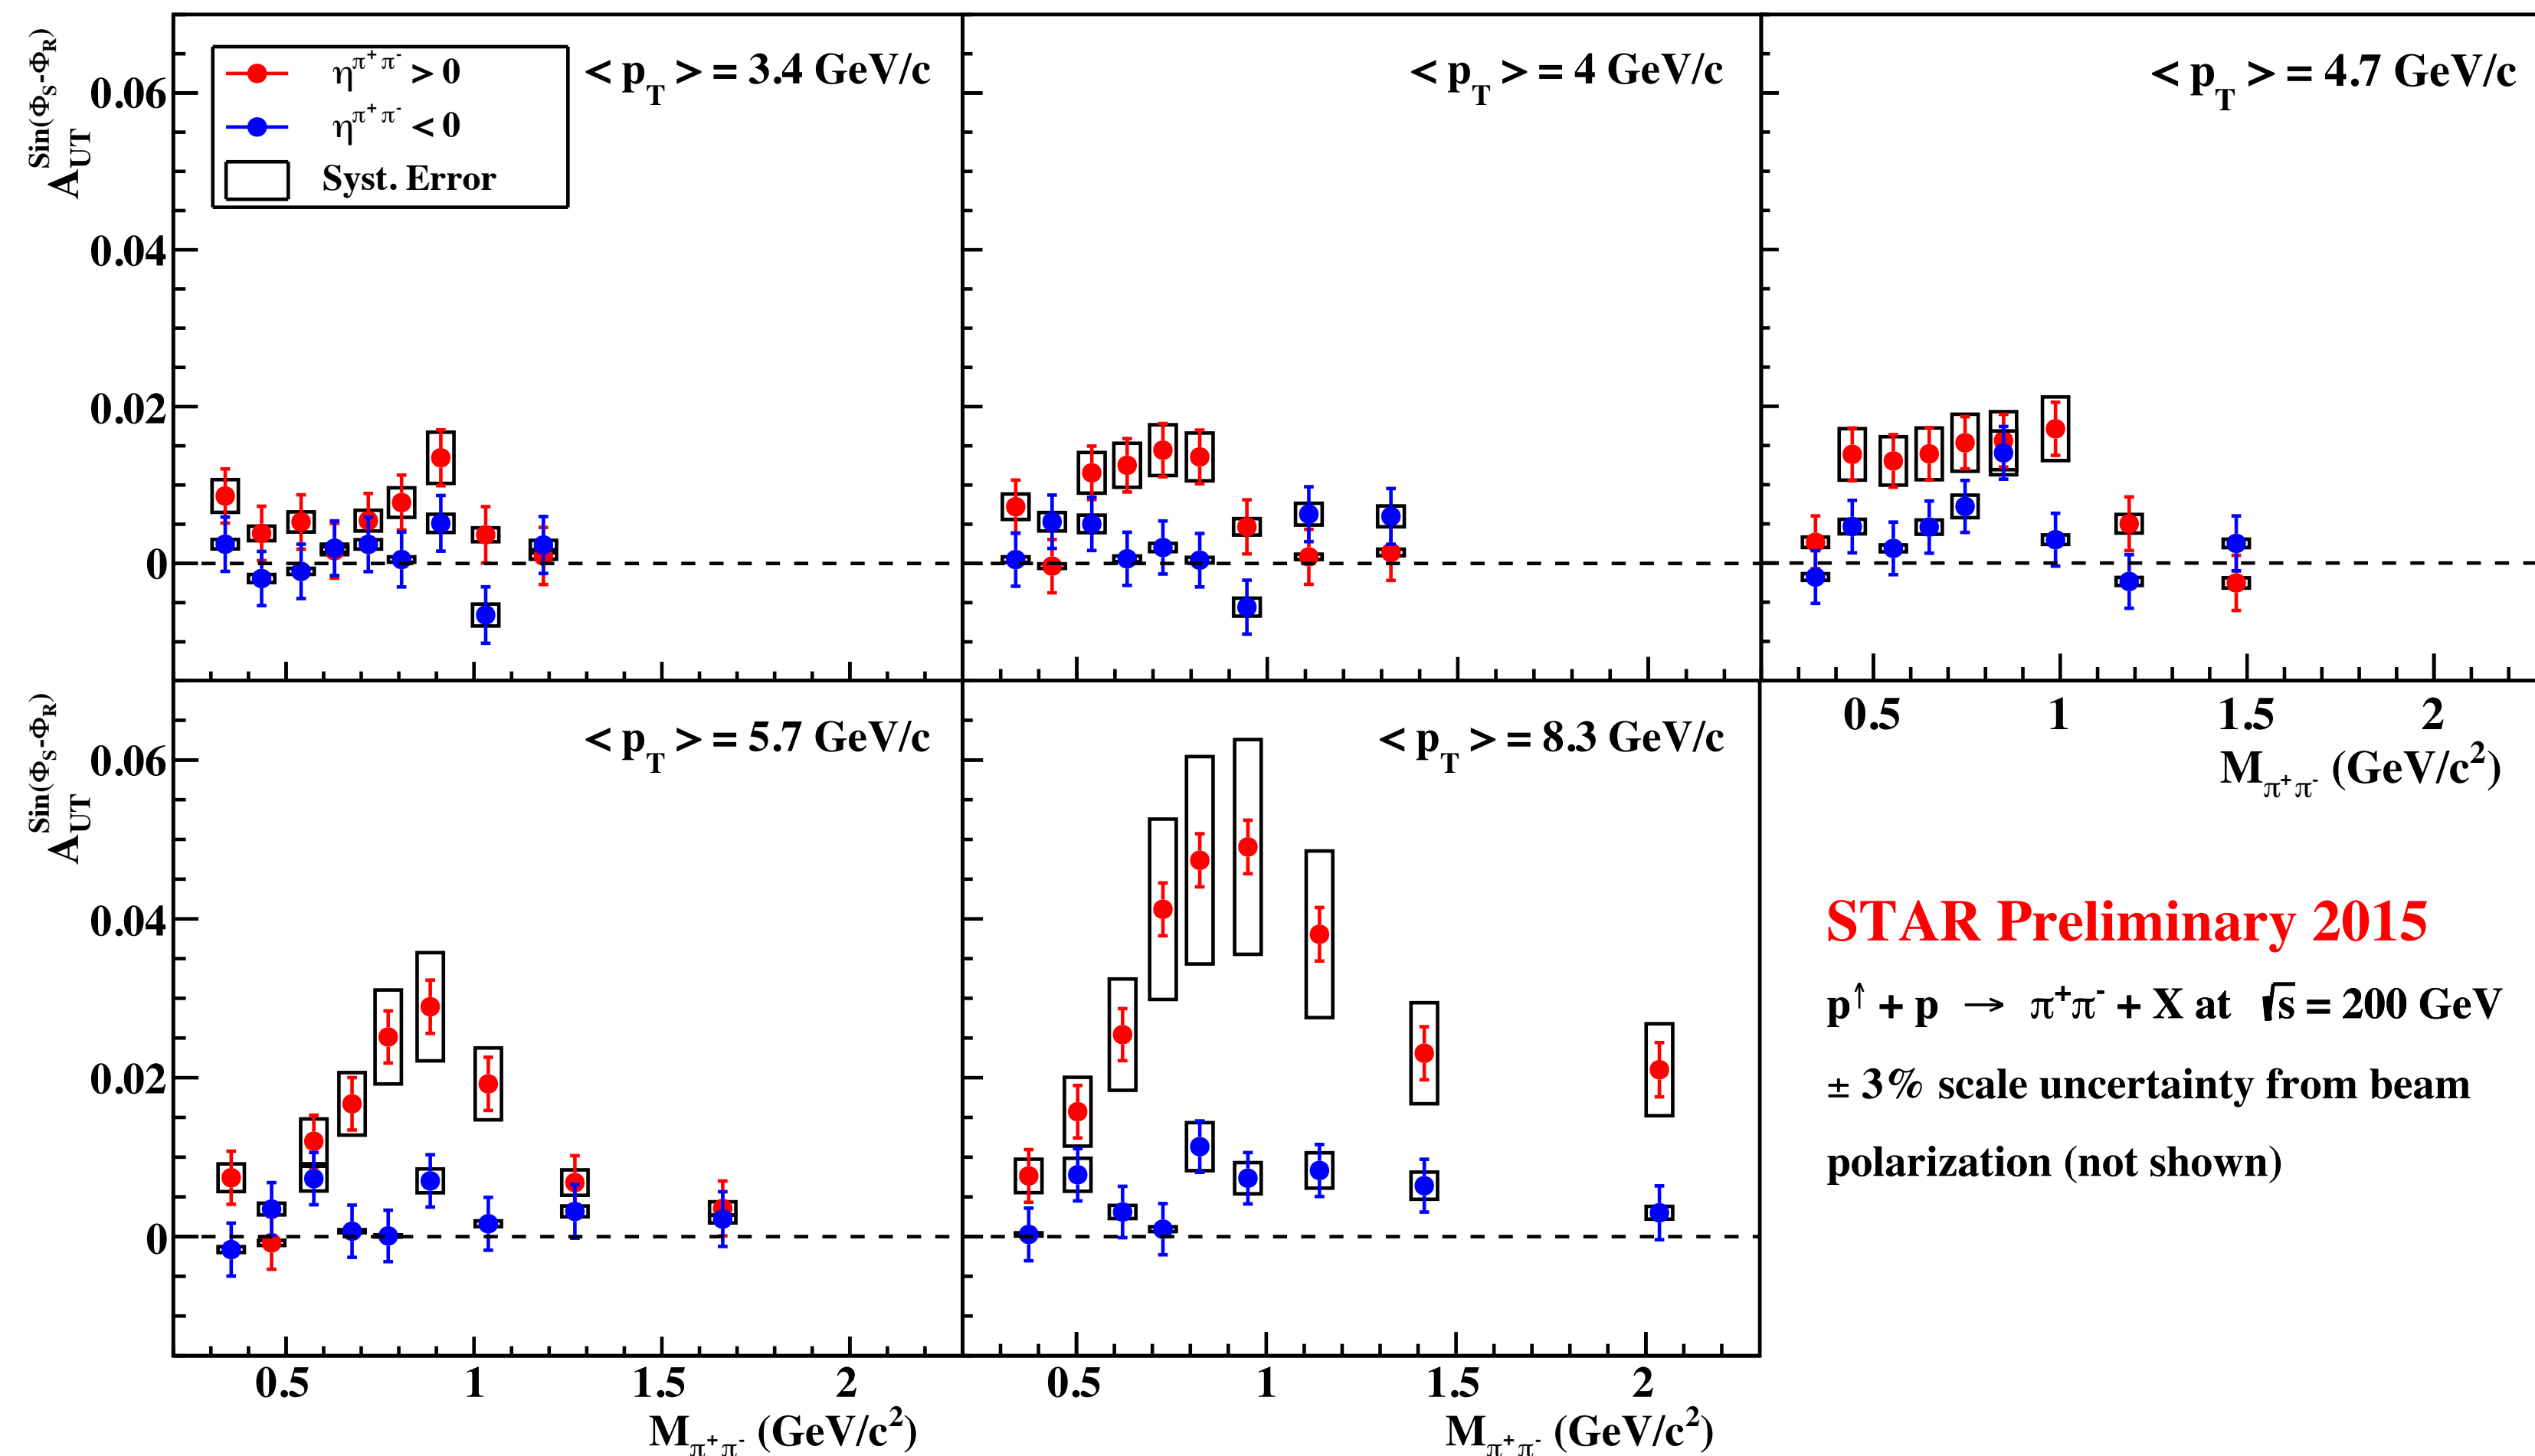 A_UT^Sin(Φ_S-Φ_R)
η^π⁺π⁻ > 0
η^π⁺π⁻ < 0
Syst. Error
< p_T > = 3.4 GeV/c
< p_T > = 4 GeV/c
< p_T > = 4.7 GeV/c
0.06
0.04
0.02
0
0.5 1 1.5 2
M_π⁺π⁻ (GeV/c²)
A_UT^Sin(Φ_S-Φ_R)
< p_T > = 5.7 GeV/c
< p_T > = 8.3 GeV/c
0.06
0.04
0.02
0
STAR Preliminary 2015
p↑ + p → π⁺π⁻ + X at √s = 200 GeV
± 3% scale uncertainty from beam
polarization (not shown)
0.5 1 1.5 2
0.5 1 1.5 2
M_π⁺π⁻ (GeV/c²)
M_π⁺π⁻ (GeV/c²)